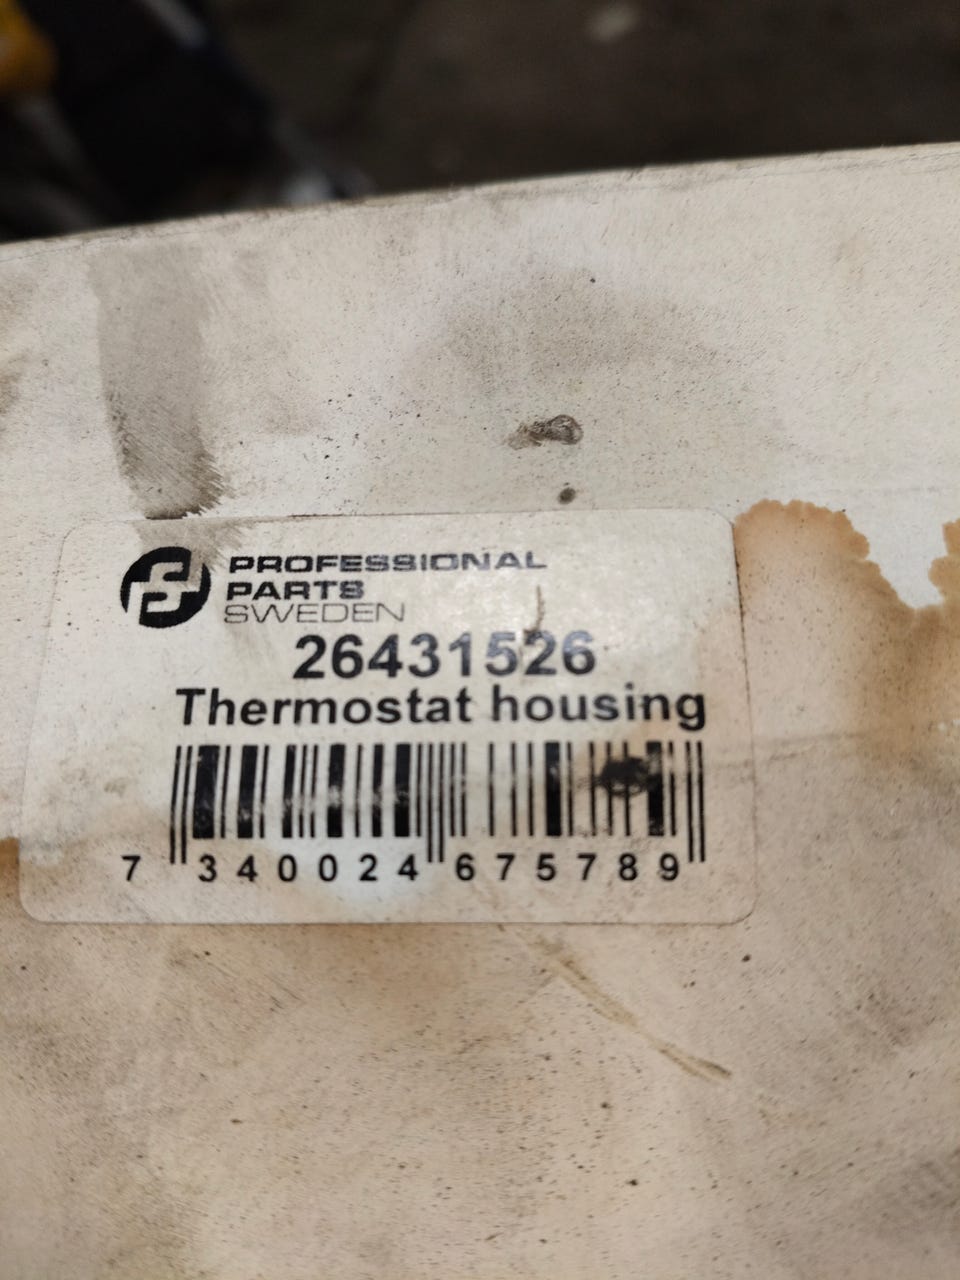 PROFESSIONAL
PARTS
SWEDEN
26431526
Thermostat housing
7 340024 675789